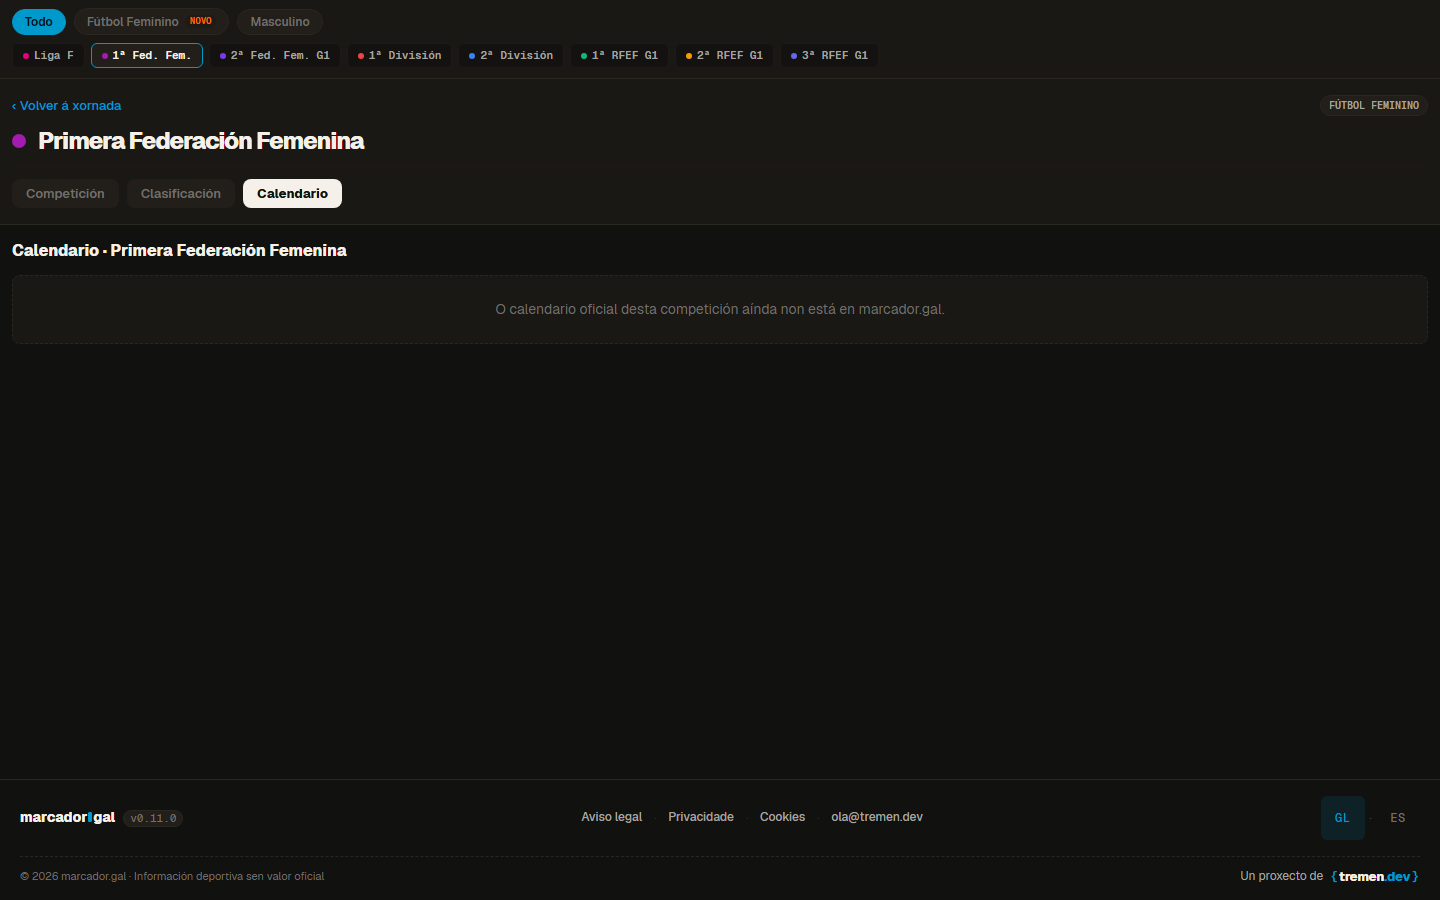 Todo Fútbol Feminino NOVO Masculino
Liga F 1ª Fed. Fem. 2ª Fed. Fem. G1 1ª División 2ª División 1ª RFEF G1 2ª RFEF G1 3ª RFEF G1
‹ Volver á xornada FÚTBOL FEMININO
Primera Federación Femenina
Competición Clasificación Calendario
Calendario · Primera Federación Femenina
O calendario oficial desta competición aínda non está en marcador.gal.
marcador gal v0.11.0 Aviso legal · Privacidade · Cookies · ola@tremen.dev GL · ES
© 2026 marcador.gal · Información deportiva sen valor oficial Un proxecto de {tremen.dev}